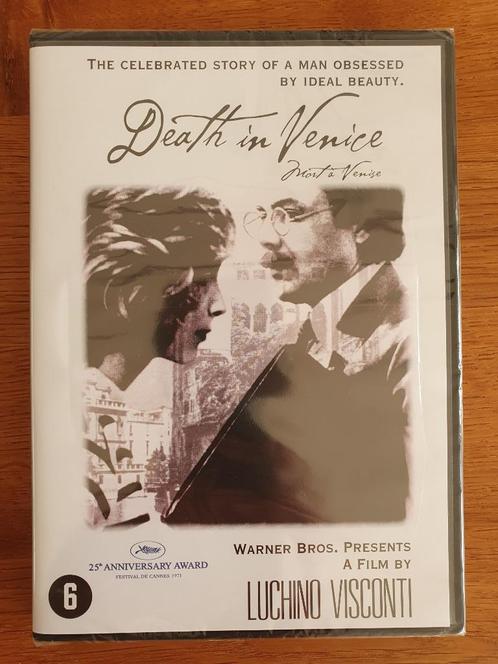 THE CELEBRATED STORY OF A MAN OBSESSED
BY IDEAL BEAUTY.
Death in Venice
Mort à Venise
WARNER BROS. PRESENTS
A FILM BY
LUCHINO VISCONTI
25th ANNIVERSARY AWARD
FESTIVAL DE CANNES 1971
6